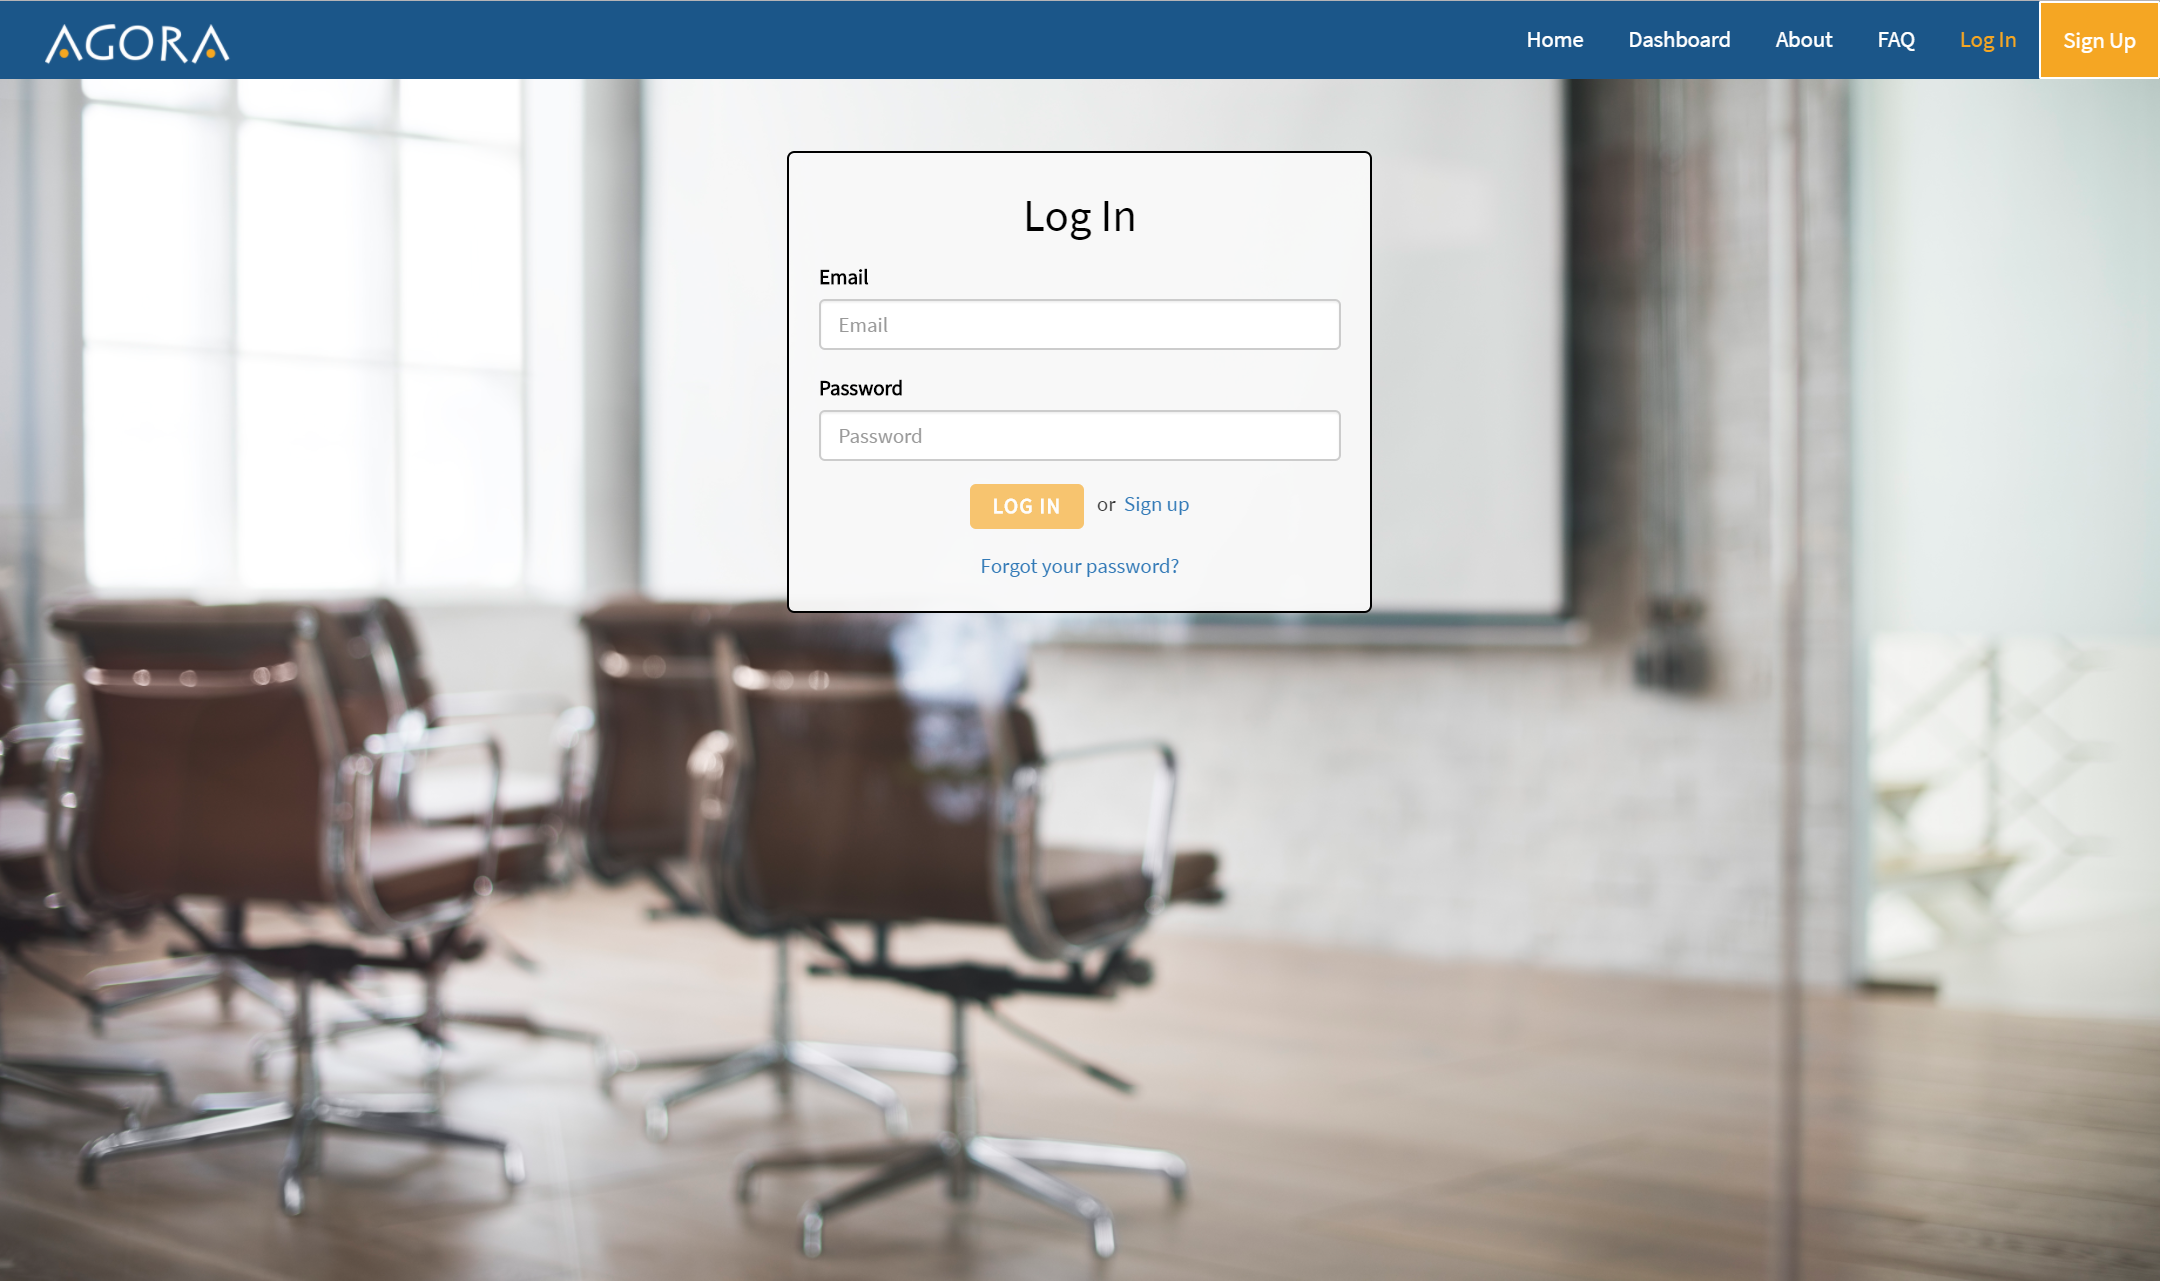 AGORA
Home Dashboard About FAQ Log In Sign Up
Log In
Email
Email
Password
Password
LOG IN or Sign up
Forgot your password?